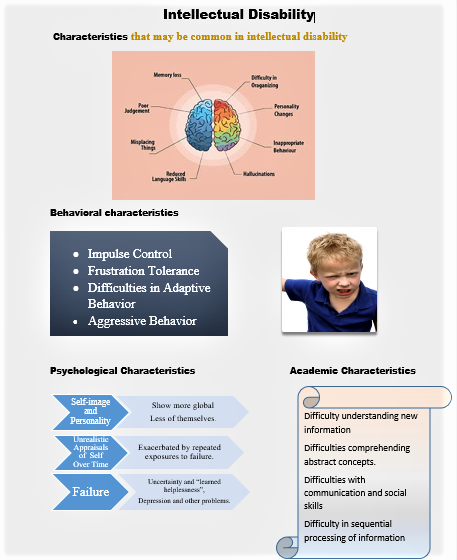 Intellectual Disability
Characteristics that may be common in intellectual disability
Memory loss
Difficulty in
Oraganizing
Poor
Judgement
Personality
Changes
Misplacing
Things
Inappropriate
Behaviour
Reduced
Language Skills
Hallucinations
Behavioral characteristics
• Impulse Control
• Frustration Tolerance
• Difficulties in Adaptive
Behavior
• Aggressive Behavior
Psychological Characteristics
Self-image
and
Personality
Show more global
Less of themselves.
Unrealistic
Appraisals
of Self
Over Time
Exacerbated by repeated
exposures to failure.
Failure
Uncertainty and “learned
helplessness”,
Depression and other problems.
Academic Characteristics
Difficulty understanding new
information
Difficulties comprehending
abstract concepts.
Difficulties with
communication and social
skills
Difficulty in sequential
processing of information